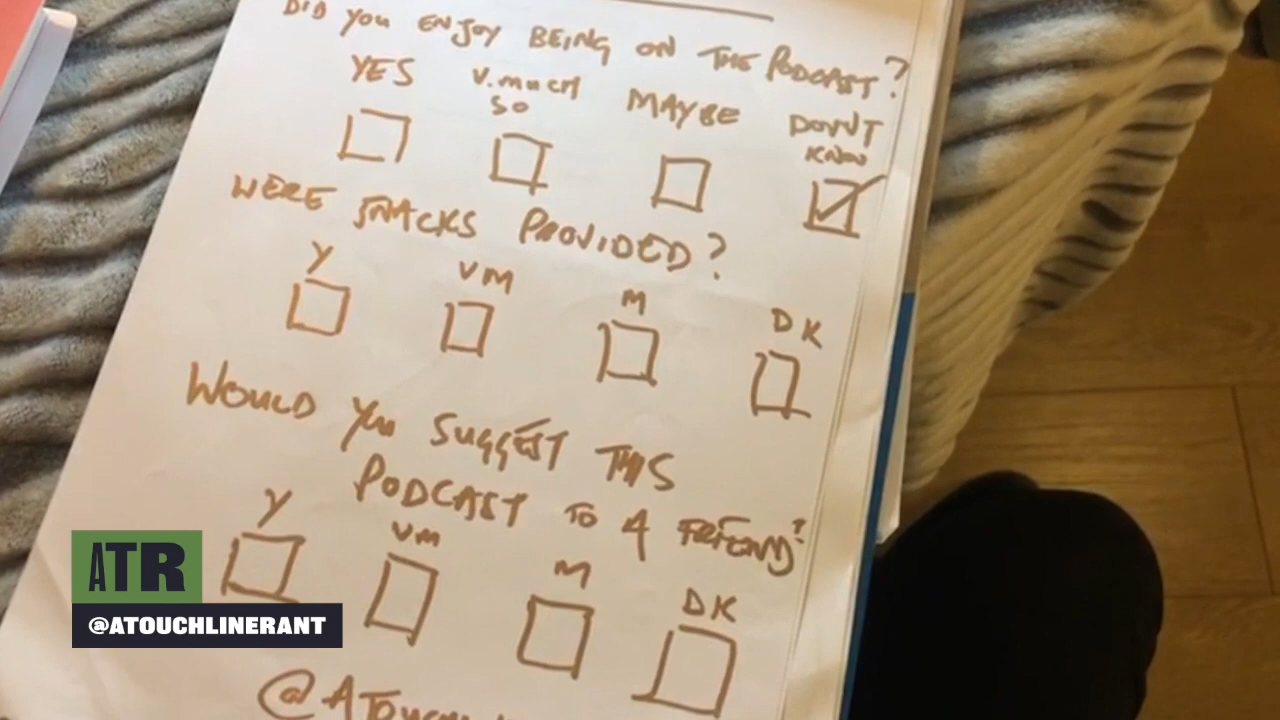 DID YOU ENJOY BEING ON THE PODCAST?
YES V. MUCH SO MAYBE DON'T KNOW
WERE SNACKS PROVIDED?
Y VM M DK
WOULD YOU SUGGEST THIS
PODCAST TO A FRIEND?
Y VM M DK
ATR
@ATOUCHLINERANT